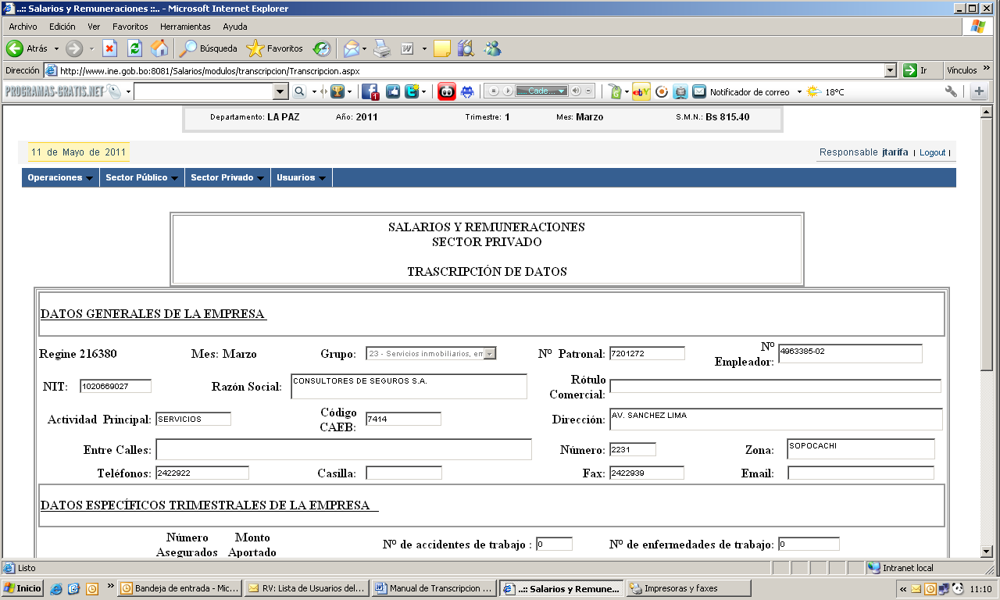 ..:: Salarios y Remuneraciones ::.. - Microsoft Internet Explorer
Archivo Edición Ver Favoritos Herramientas Ayuda
Atrás Búsqueda Favoritos
Dirección http://www.ine.gob.bo:8081/Salarios/modulos/transcripcion/Transcripcion.aspx Ir Vínculos »
PROGRAMAS-GRATIS.NET 1 .... Cade... ebY Notificador de correo 18°C
Departamento: LA PAZ Año: 2011 Trimestre: 1 Mes: Marzo S.M.N.: Bs 815.40
11 de Mayo de 2011 Responsable jtarifa | Logout |
Operaciones Sector Público Sector Privado Usuarios
SALARIOS Y REMUNERACIONES
SECTOR PRIVADO
TRASCRIPCIÓN DE DATOS
DATOS GENERALES DE LA EMPRESA
Regine 216380 Mes: Marzo Grupo: 23 - Servicios inmobiliarios, em Nº Patronal: 7201272 Nº Empleador: 4963385-02
NIT: 1020669027 Razón Social: CONSULTORES DE SEGUROS S.A. Rótulo Comercial:
Actividad Principal: SERVICIOS Código CAEB: 7414 Dirección: AV. SANCHEZ LIMA
Entre Calles: Número: 2231 Zona: SOPOCACHI
Teléfonos: 2422922 Casilla: Fax: 2422939 Email:
DATOS ESPECÍFICOS TRIMESTRALES DE LA EMPRESA
Número Asegurados Monto Aportado Nº de accidentes de trabajo : 0 Nº de enfermedades de trabajo: 0
Listo Intranet local
Inicio » Bandeja de entrada - Mic... RV: Lista de Usuarios del... Manual de Transcripcion ... ..:: Salarios y Remune... Impresoras y faxes « 11:10